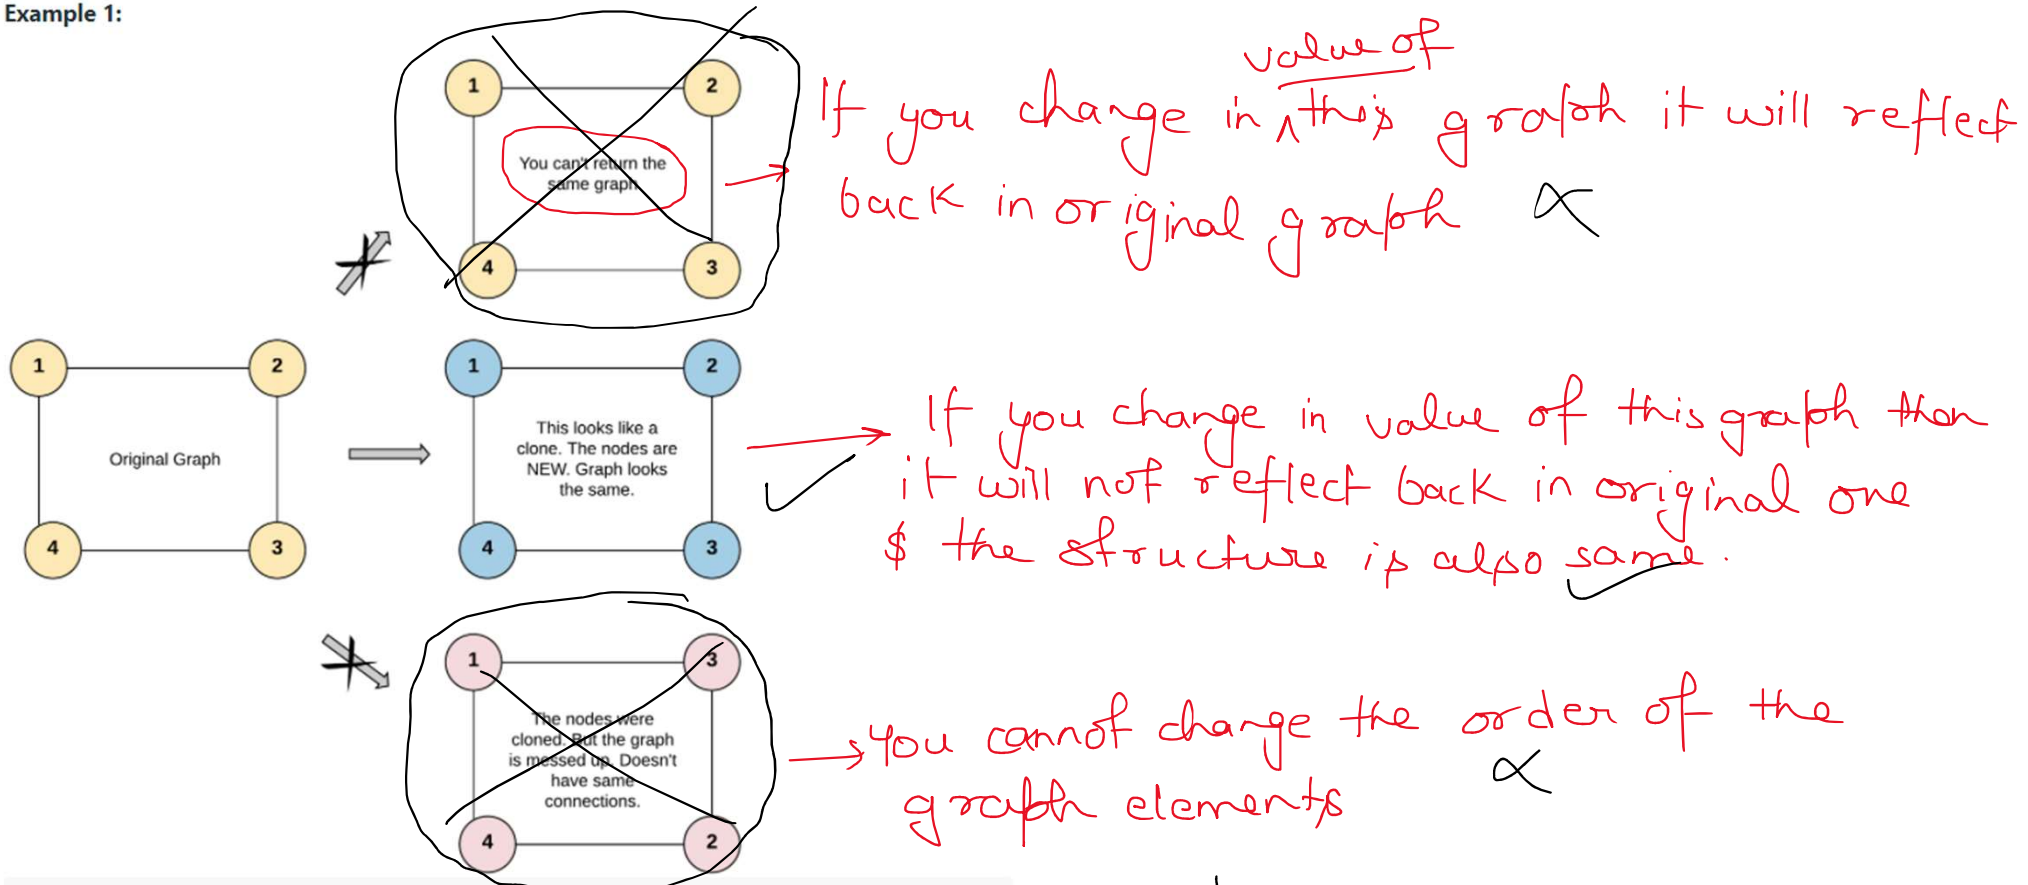 Example 1:
1
2
You can't return the
same graph
4
3
value of
If you change in ^ this graph it will reflect
back in original graph
1
2
Original Graph
4
3
1
2
This looks like a
clone. The nodes are
NEW. Graph looks
the same.
4
3
If you change in value of this graph then
it will not reflect back in original one
$ the structure is also same.
1
3
The nodes were
cloned. But the graph
is messed up. Doesn't
have same
connections.
4
2
You cannot change the order of the
graph elements